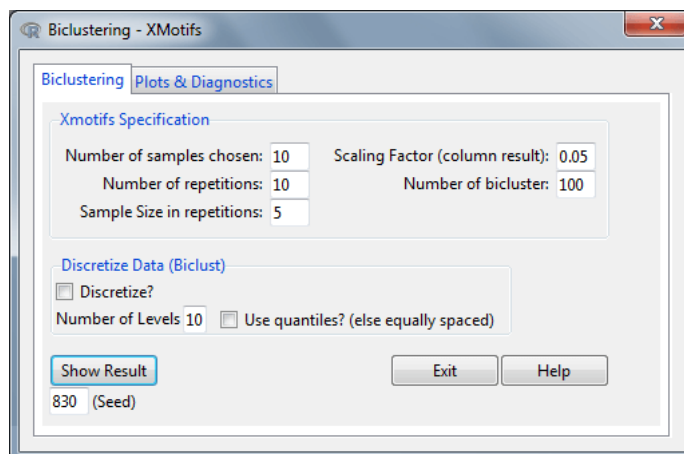 Biclustering - XMotifs
Biclustering Plots & Diagnostics
Xmotifs Specification
Number of samples chosen: 10 Scaling Factor (column result): 0.05
Number of repetitions: 10 Number of bicluster: 100
Sample Size in repetitions: 5
Discretize Data (Biclust)
Discretize?
Number of Levels 10 Use quantiles? (else equally spaced)
Show Result Exit Help
830 (Seed)